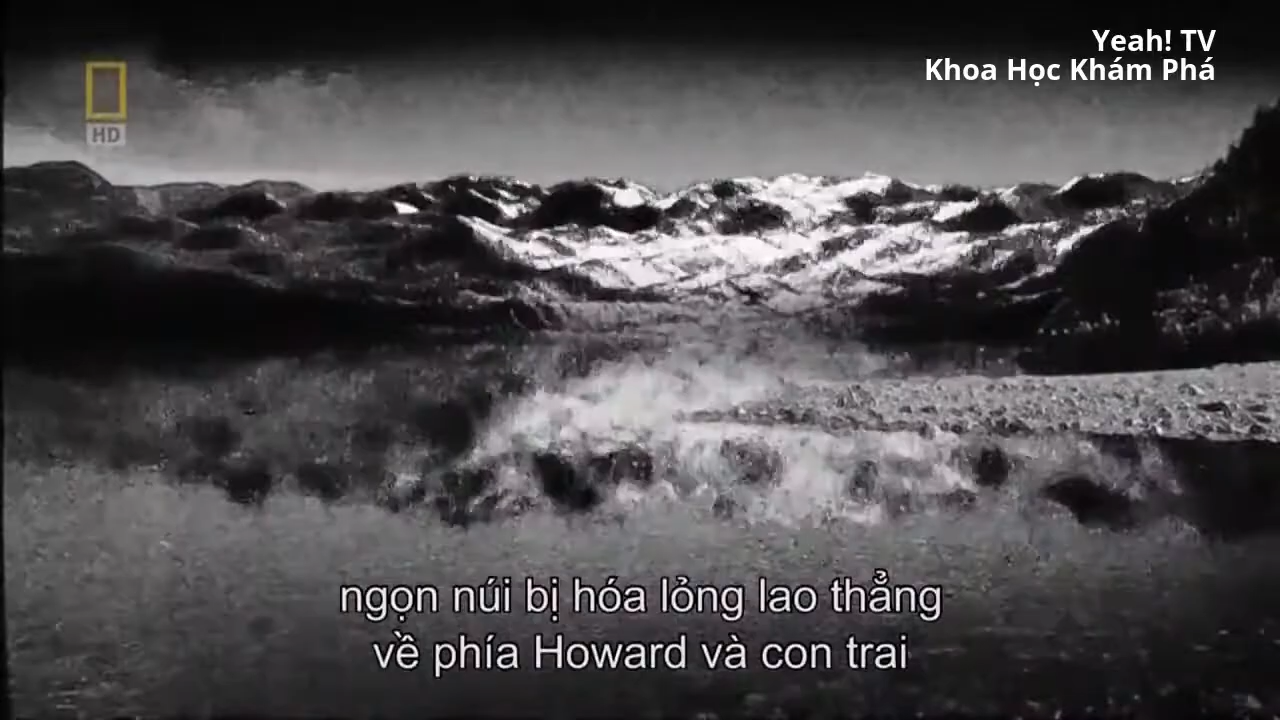 Yeah! TV
Khoa Học Khám Phá
HD
ngọn núi bị hóa lỏng lao thẳng
về phía Howard và con trai